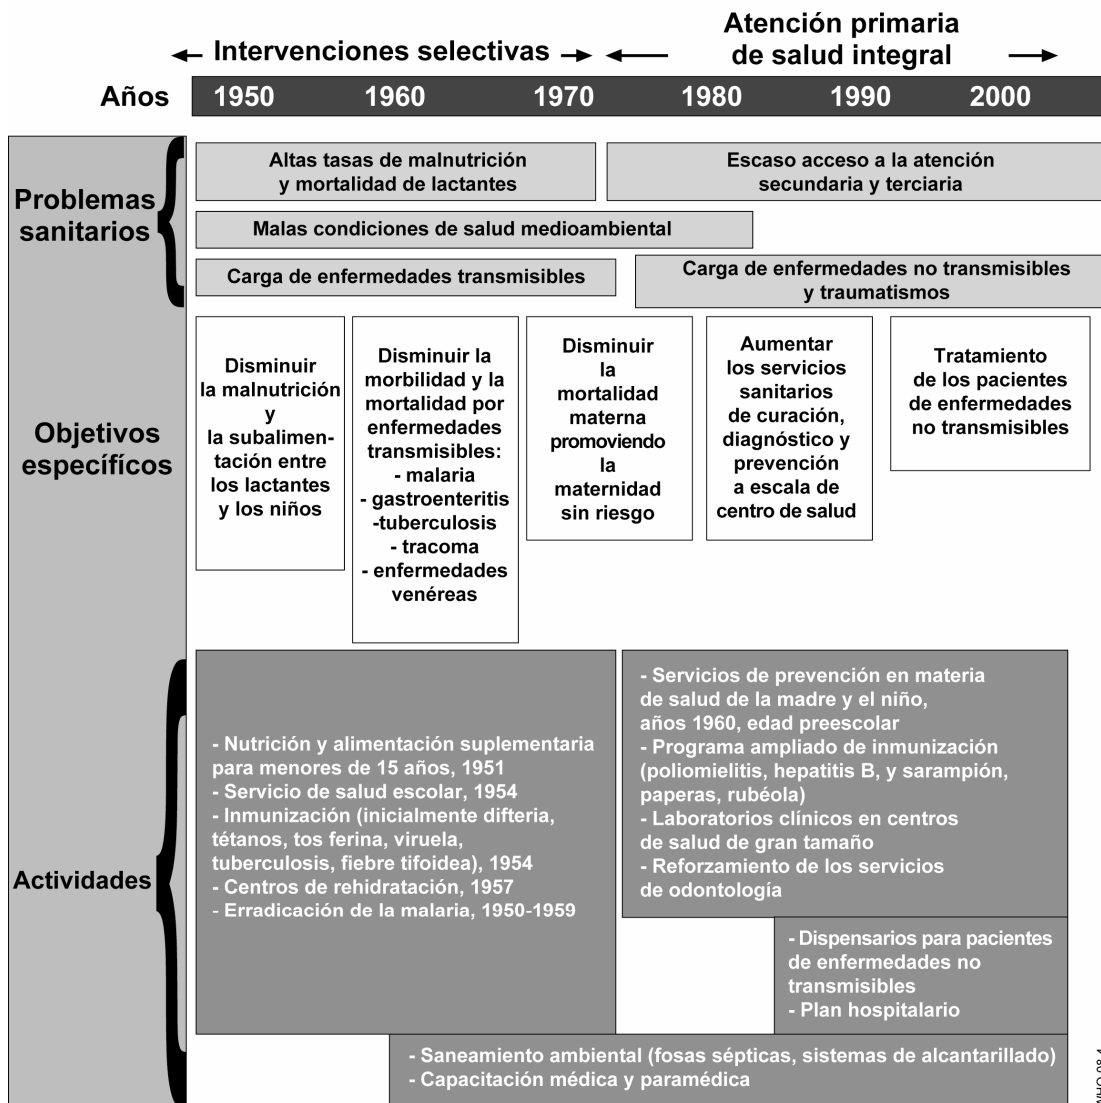 Intervenciones selectivas
Atención primaria
de salud integral
Años
1950 1960 1970 1980 1990 2000
Problemas
sanitarios
Altas tasas de malnutrición
y mortalidad de lactantes
Escaso acceso a la atención
secundaria y terciaria
Malas condiciones de salud medioambiental
Carga de enfermedades transmisibles
Carga de enfermedades no transmisibles
y traumatismos
Objetivos
específícos
Disminuir
la malnutrición
y
la subalimen-
tación entre
los lactantes
y los niños
Disminuir la
morbilidad y la
mortalidad por
enfermedades
transmisibles:
- malaria
- gastroenteritis
-tuberculosis
- tracoma
- enfermedades
venéreas
Disminuir
la
mortalidad
materna
promoviendo
la
maternidad
sin riesgo
Aumentar
los servicios
sanitarios
de curación,
diagnóstico y
prevención
a escala de
centro de salud
Tratamiento
de los pacientes
de enfermedades
no transmisibles
Actividades
- Nutrición y alimentación suplementaria
para menores de 15 años, 1951
- Servicio de salud escolar, 1954
- Inmunización (inicialmente difteria,
tétanos, tos ferina, viruela,
tuberculosis, fiebre tifoidea), 1954
- Centros de rehidratación, 1957
- Erradicación de la malaria, 1950-1959
- Servicios de prevención en materia
de salud de la madre y el niño,
años 1960, edad preescolar
- Programa ampliado de inmunización
(poliomielitis, hepatitis B, y sarampión,
paperas, rubéola)
- Laboratorios clínicos en centros
de salud de gran tamaño
- Reforzamiento de los servicios
de odontología
- Dispensarios para pacientes
de enfermedades no
transmisibles
- Plan hospitalario
- Saneamiento ambiental (fosas sépticas, sistemas de alcantarillado)
- Capacitación médica y paramédica